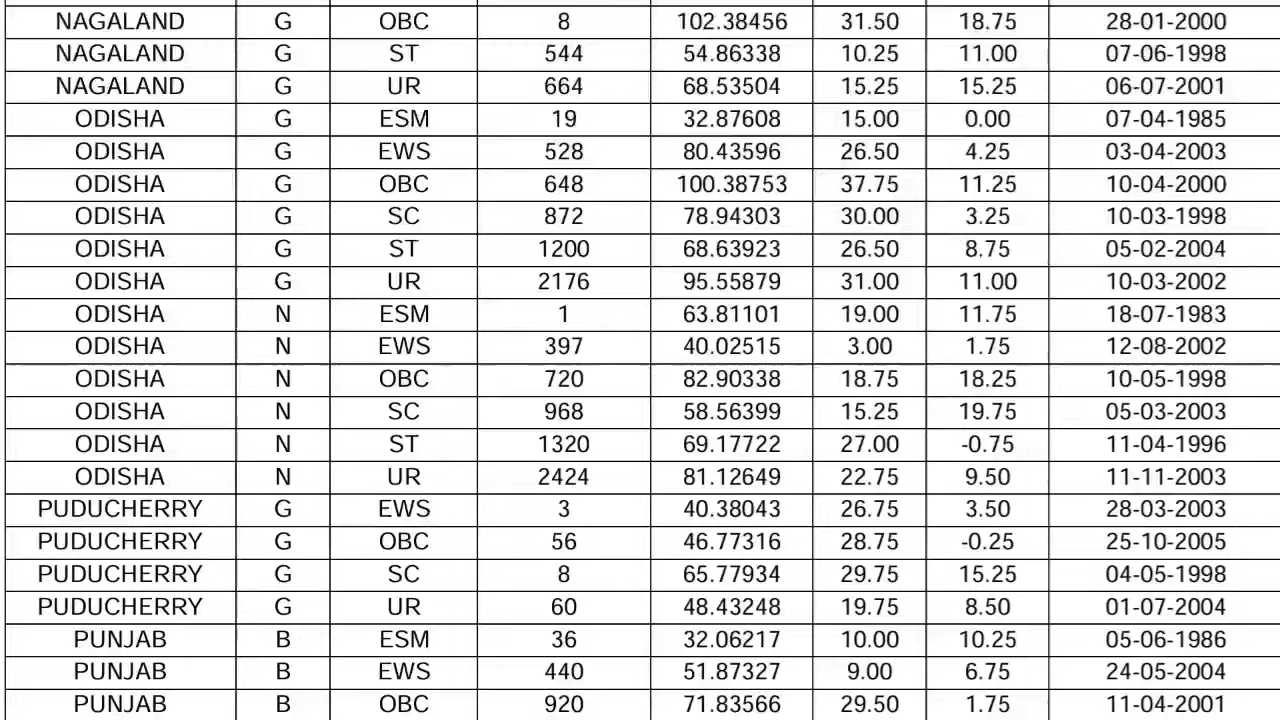 NAGALAND G OBC 8 102.38456 31.50 18.75 28-01-2000
NAGALAND G ST 544 54.86338 10.25 11.00 07-06-1998
NAGALAND G UR 664 68.53504 15.25 15.25 06-07-2001
ODISHA G ESM 19 32.87608 15.00 0.00 07-04-1985
ODISHA G EWS 528 80.43596 26.50 4.25 03-04-2003
ODISHA G OBC 648 100.38753 37.75 11.25 10-04-2000
ODISHA G SC 872 78.94303 30.00 3.25 10-03-1998
ODISHA G ST 1200 68.63923 26.50 8.75 05-02-2004
ODISHA G UR 2176 95.55879 31.00 11.00 10-03-2002
ODISHA N ESM 1 63.81101 19.00 11.75 18-07-1983
ODISHA N EWS 397 40.02515 3.00 1.75 12-08-2002
ODISHA N OBC 720 82.90338 18.75 18.25 10-05-1998
ODISHA N SC 968 58.56399 15.25 19.75 05-03-2003
ODISHA N ST 1320 69.17722 27.00 -0.75 11-04-1996
ODISHA N UR 2424 81.12649 22.75 9.50 11-11-2003
PUDUCHERRY G EWS 3 40.38043 26.75 3.50 28-03-2003
PUDUCHERRY G OBC 56 46.77316 28.75 -0.25 25-10-2005
PUDUCHERRY G SC 8 65.77934 29.75 15.25 04-05-1998
PUDUCHERRY G UR 60 48.43248 19.75 8.50 01-07-2004
PUNJAB B ESM 36 32.06217 10.00 10.25 05-06-1986
PUNJAB B EWS 440 51.87327 9.00 6.75 24-05-2004
PUNJAB B OBC 920 71.83566 29.50 1.75 11-04-2001